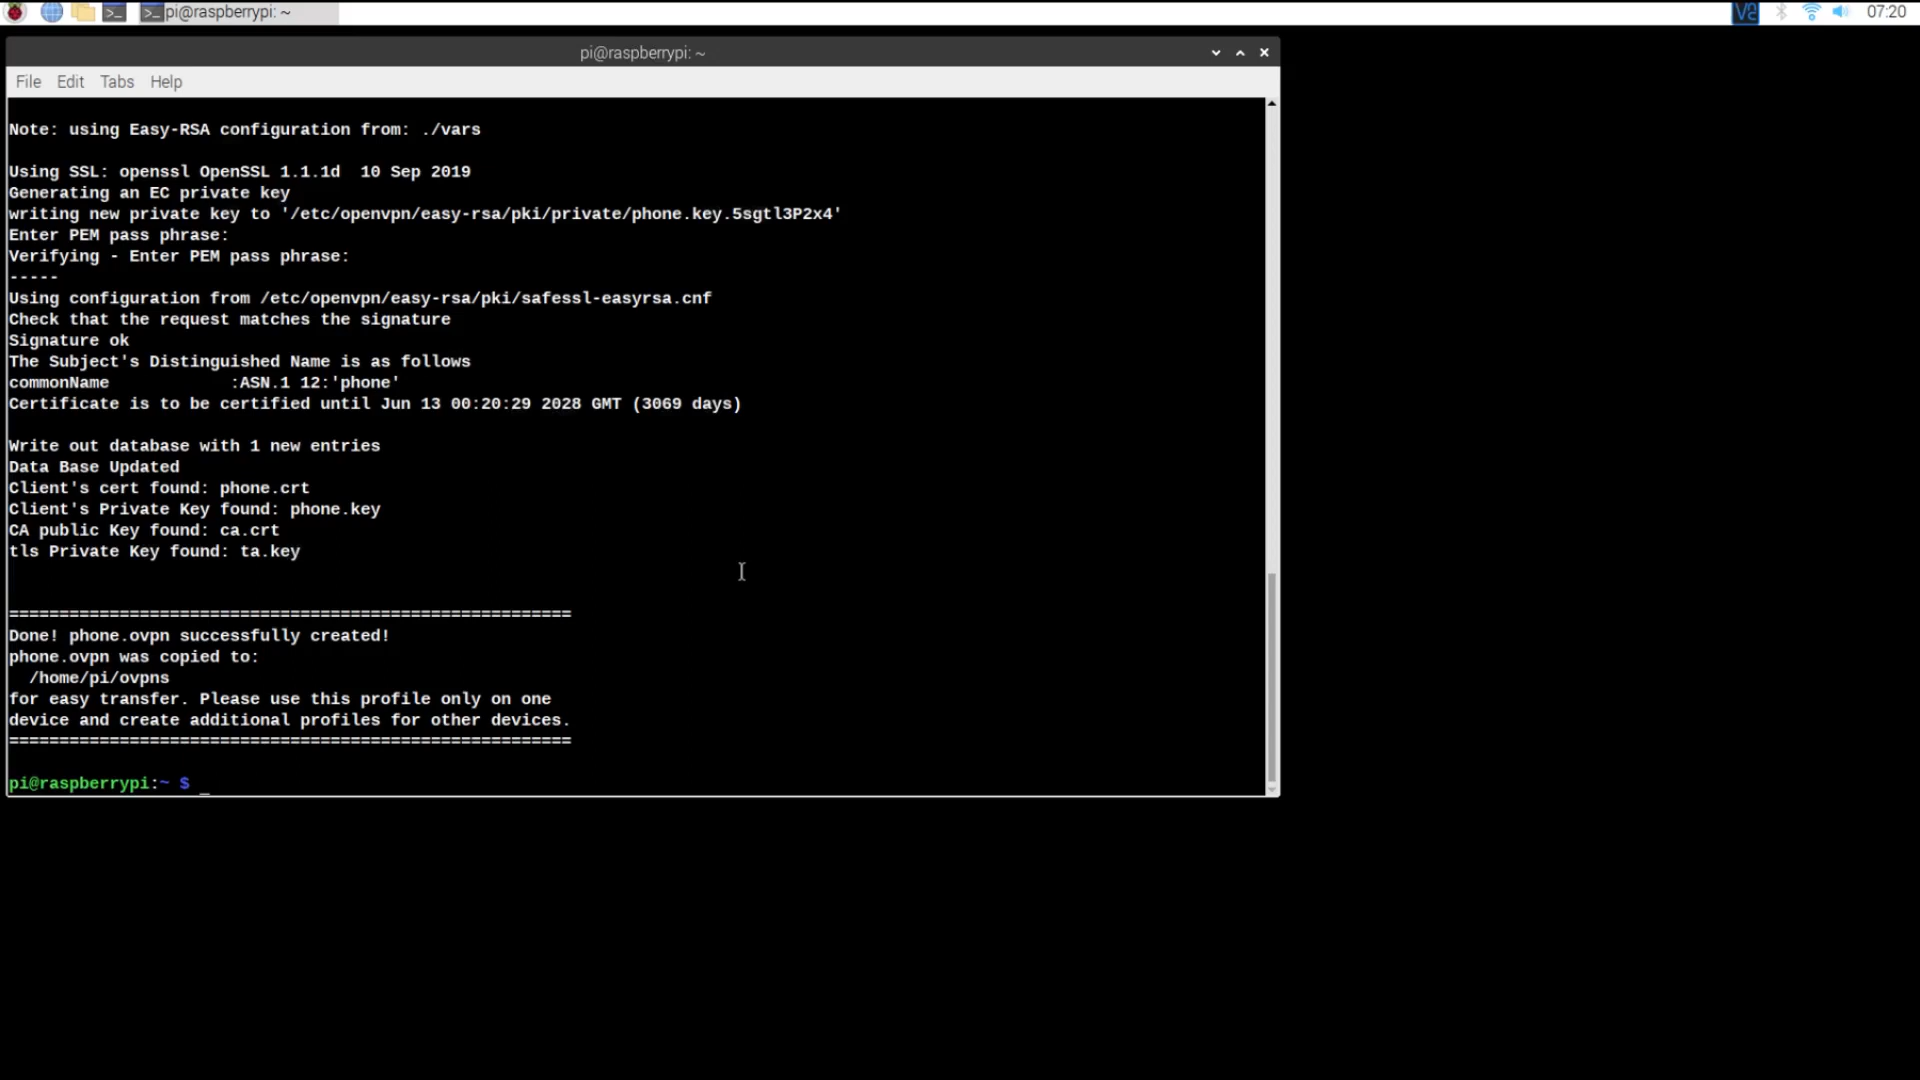 pi@raspberrypi: ~
07:20
pi@raspberrypi: ~
File Edit Tabs Help
Note: using Easy-RSA configuration from: ./vars
Using SSL: openssl OpenSSL 1.1.1d  10 Sep 2019
Generating an EC private key
writing new private key to '/etc/openvpn/easy-rsa/pki/private/phone.key.5sgtl3P2x4'
Enter PEM pass phrase:
Verifying - Enter PEM pass phrase:
-----
Using configuration from /etc/openvpn/easy-rsa/pki/safessl-easyrsa.cnf
Check that the request matches the signature
Signature ok
The Subject's Distinguished Name is as follows
commonName            :ASN.1 12:'phone'
Certificate is to be certified until Jun 13 00:20:29 2028 GMT (3069 days)
Write out database with 1 new entries
Data Base Updated
Client's cert found: phone.crt
Client's Private Key found: phone.key
CA public Key found: ca.crt
tls Private Key found: ta.key
========================================================
Done! phone.ovpn successfully created!
phone.ovpn was copied to:
  /home/pi/ovpns
for easy transfer. Please use this profile only on one
device and create additional profiles for other devices.
========================================================
pi@raspberrypi:~ $ _